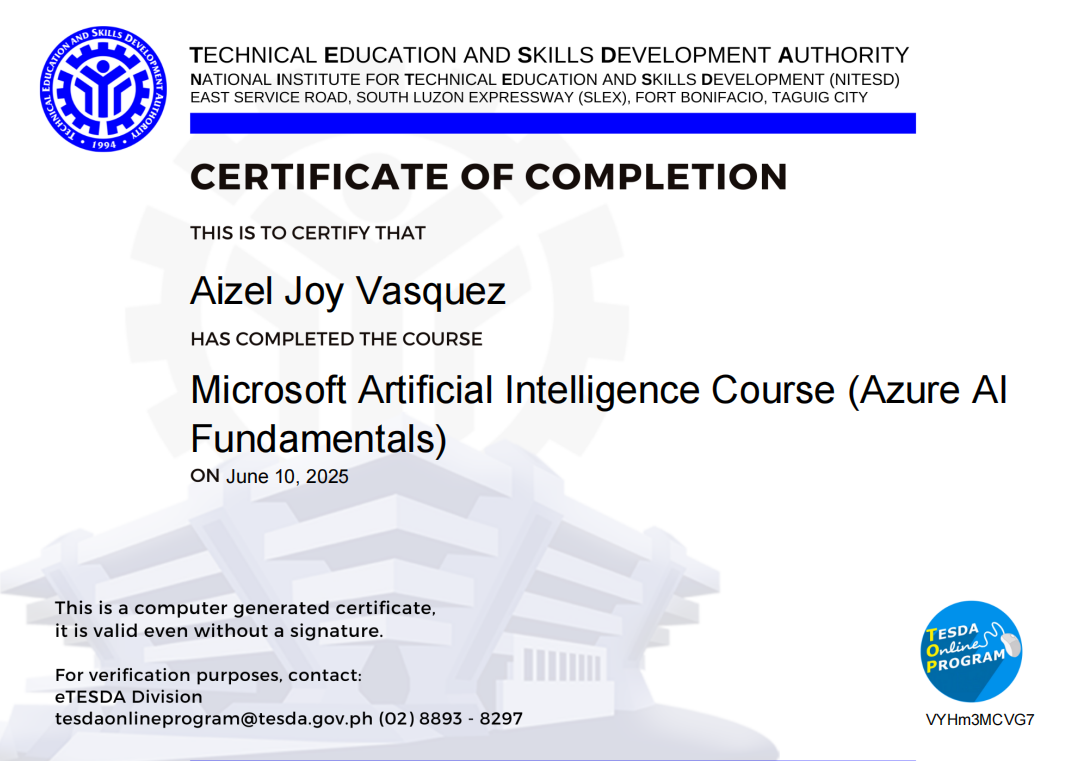 TECHNICAL EDUCATION AND SKILLS DEVELOPMENT AUTHORITY
• 1994 •
TECHNICAL EDUCATION AND SKILLS DEVELOPMENT AUTHORITY
NATIONAL INSTITUTE FOR TECHNICAL EDUCATION AND SKILLS DEVELOPMENT (NITESD)
EAST SERVICE ROAD, SOUTH LUZON EXPRESSWAY (SLEX), FORT BONIFACIO, TAGUIG CITY
CERTIFICATE OF COMPLETION
THIS IS TO CERTIFY THAT
Aizel Joy Vasquez
HAS COMPLETED THE COURSE
Microsoft Artificial Intelligence Course (Azure AI
Fundamentals)
ON June 10, 2025
This is a computer generated certificate,
it is valid even without a signature.
For verification purposes, contact:
eTESDA Division
tesdaonlineprogram@tesda.gov.ph (02) 8893 - 8297
TESDA
Online
PROGRAM
VYHm3MCVG7